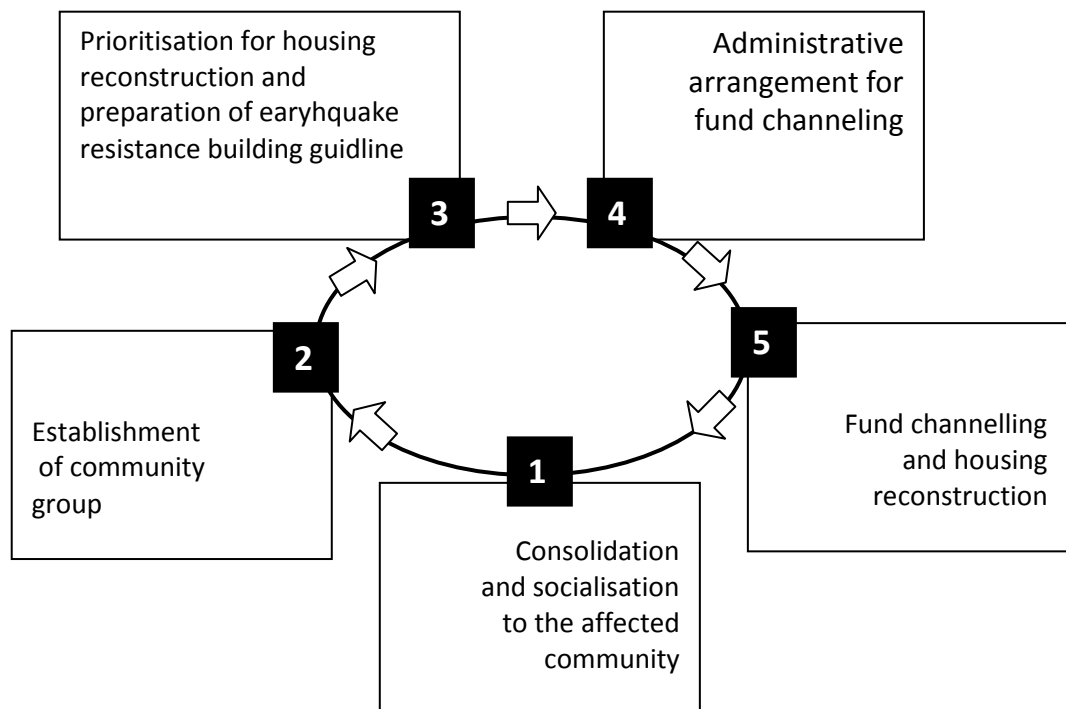 Prioritisation for housing
reconstruction and
preparation of earyhquake
resistance building guidline
3
Administrative
arrangement for
fund channeling
4
2
Establishment
of community
group
5
Fund channelling
and housing
reconstruction
1
Consolidation
and socialisation
to the affected
community